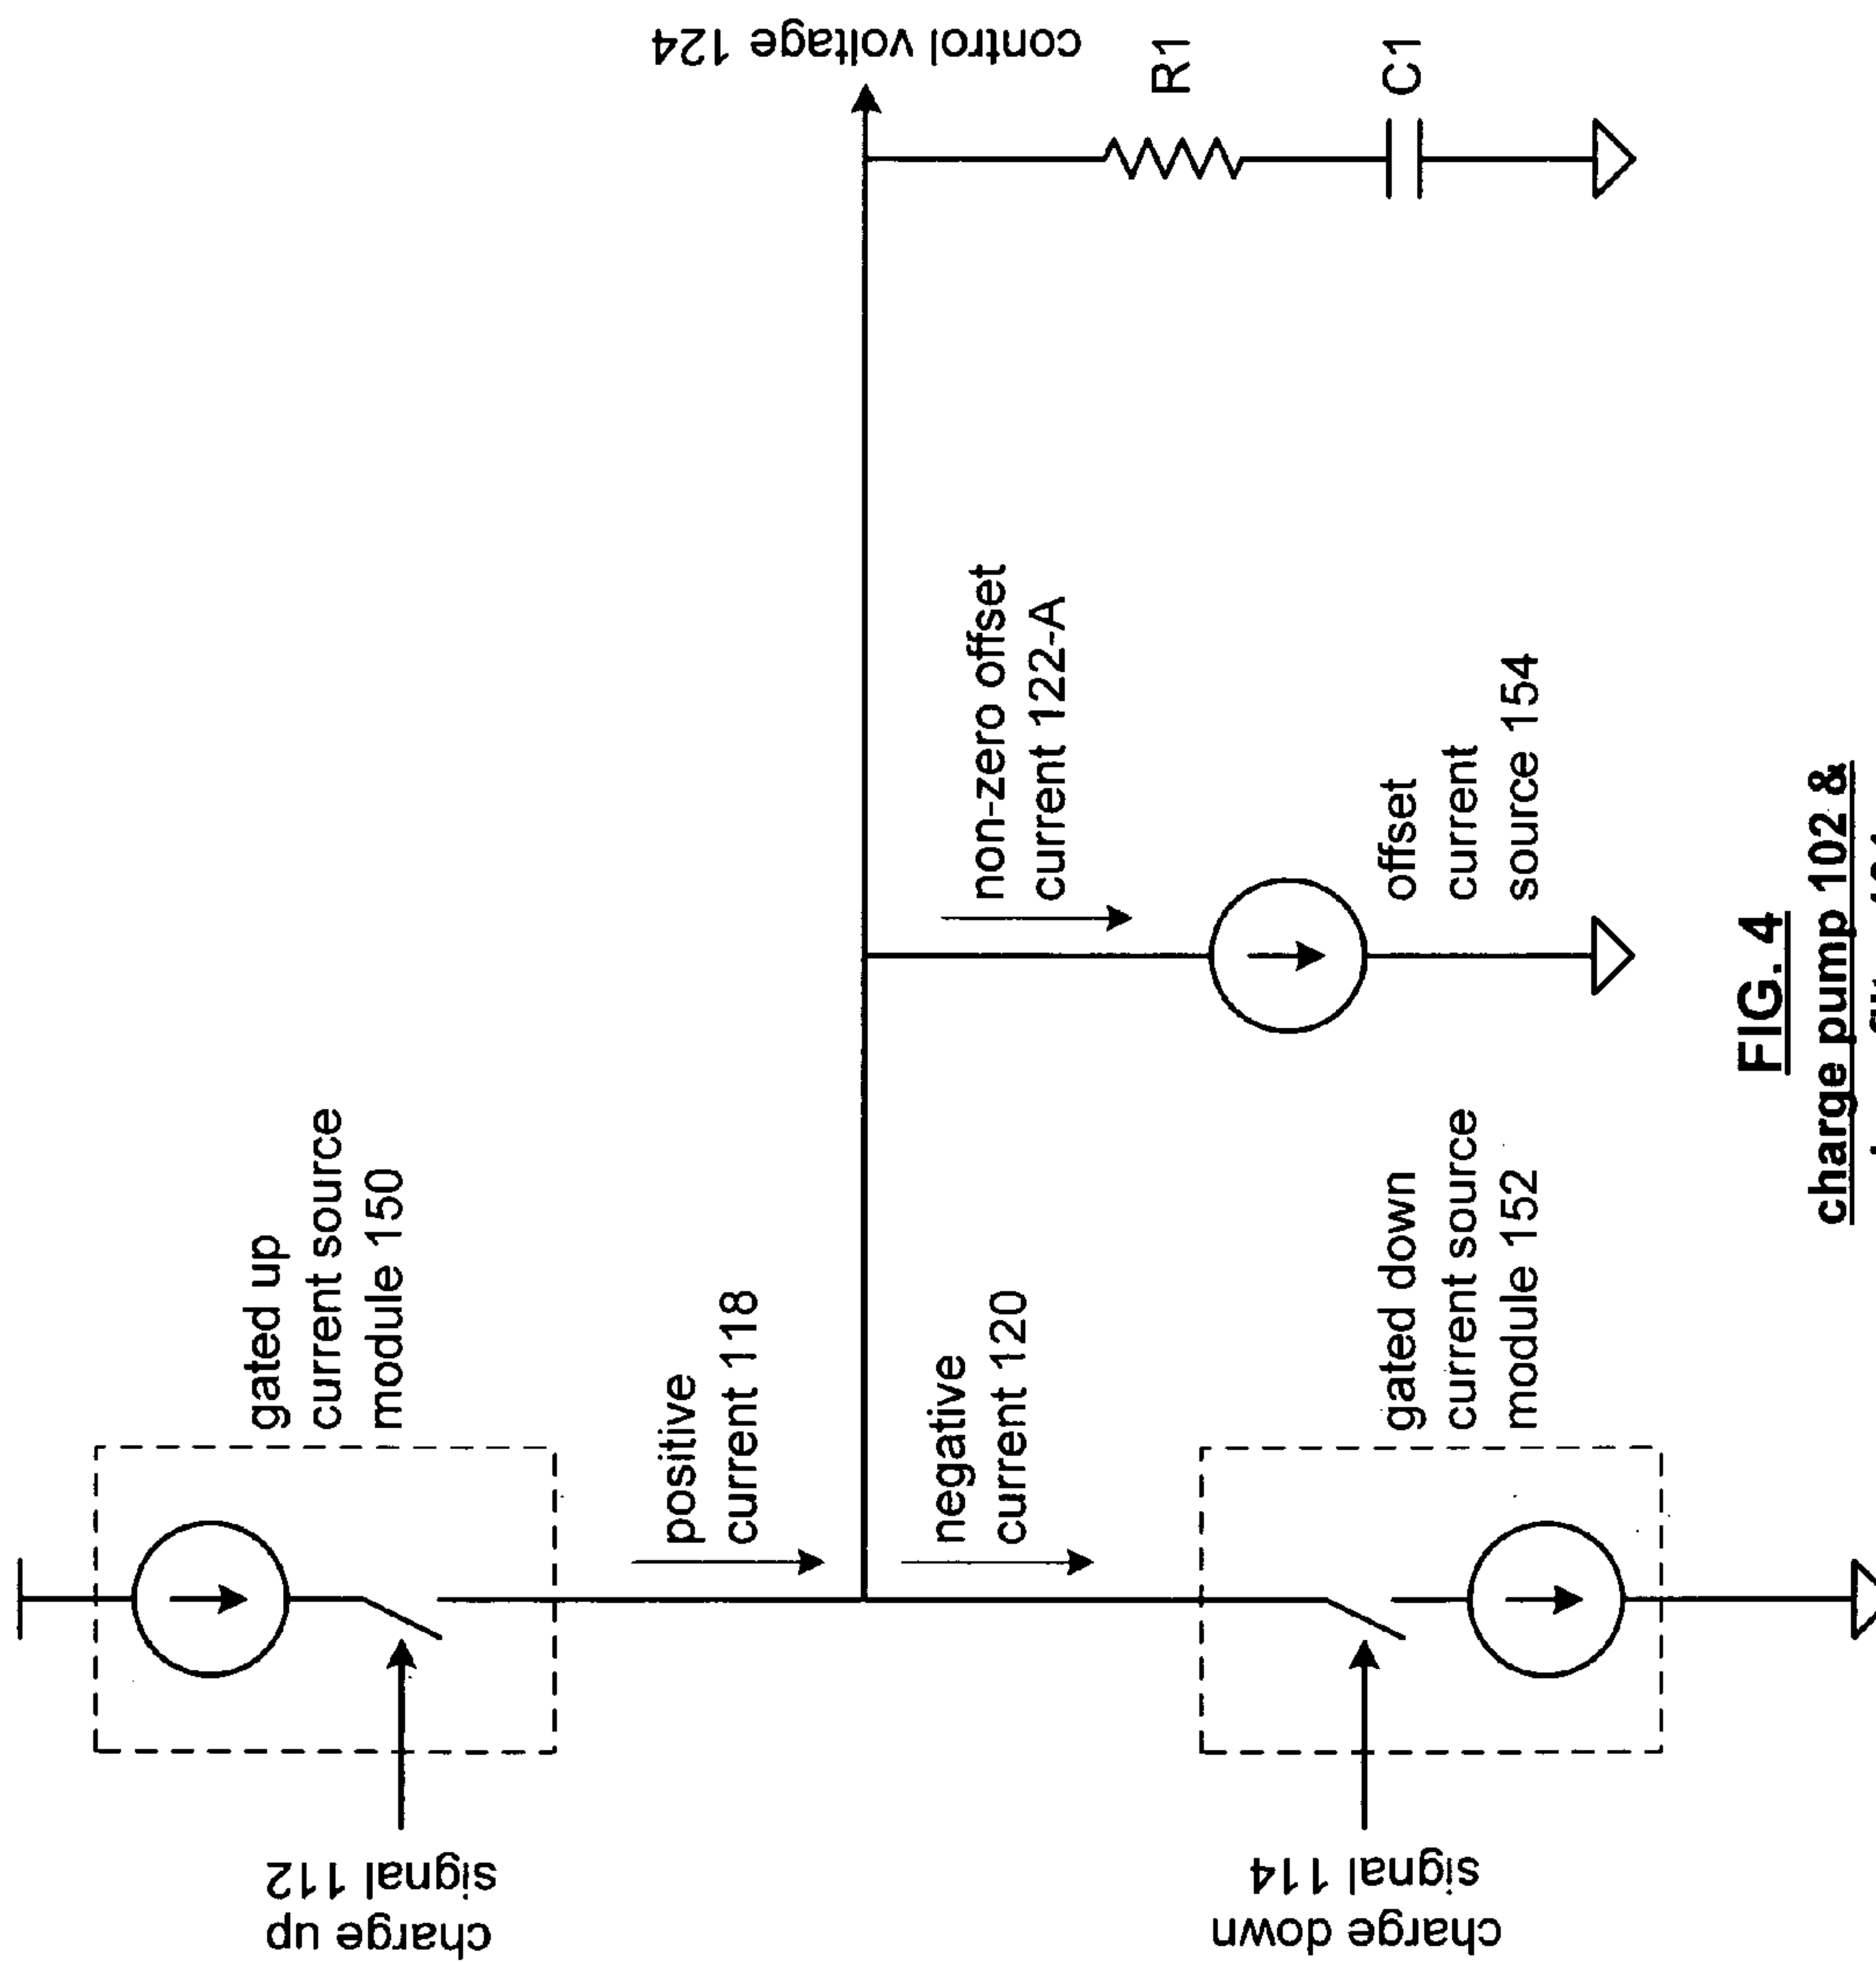 charge up
signal 112
gated up
current source
module 150
positive
current 118
negative
current 120
charge down
signal 114
gated down
current source
module 152
non-zero offset
current 122-A
offset
current
source 154
control voltage 124
R1
C1
FIG. 4
charge pump 102 &